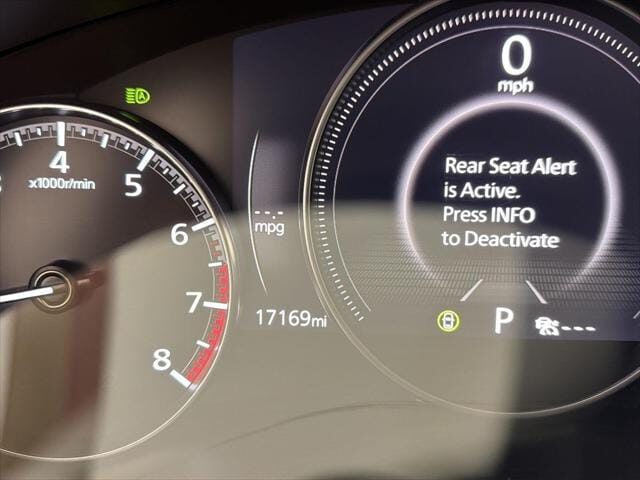 0
mph
Rear Seat Alert
is Active.
Press INFO
to Deactivate
4
x1000r/min
5
6
7
8
--.-
mpg
17169mi
P
---
A